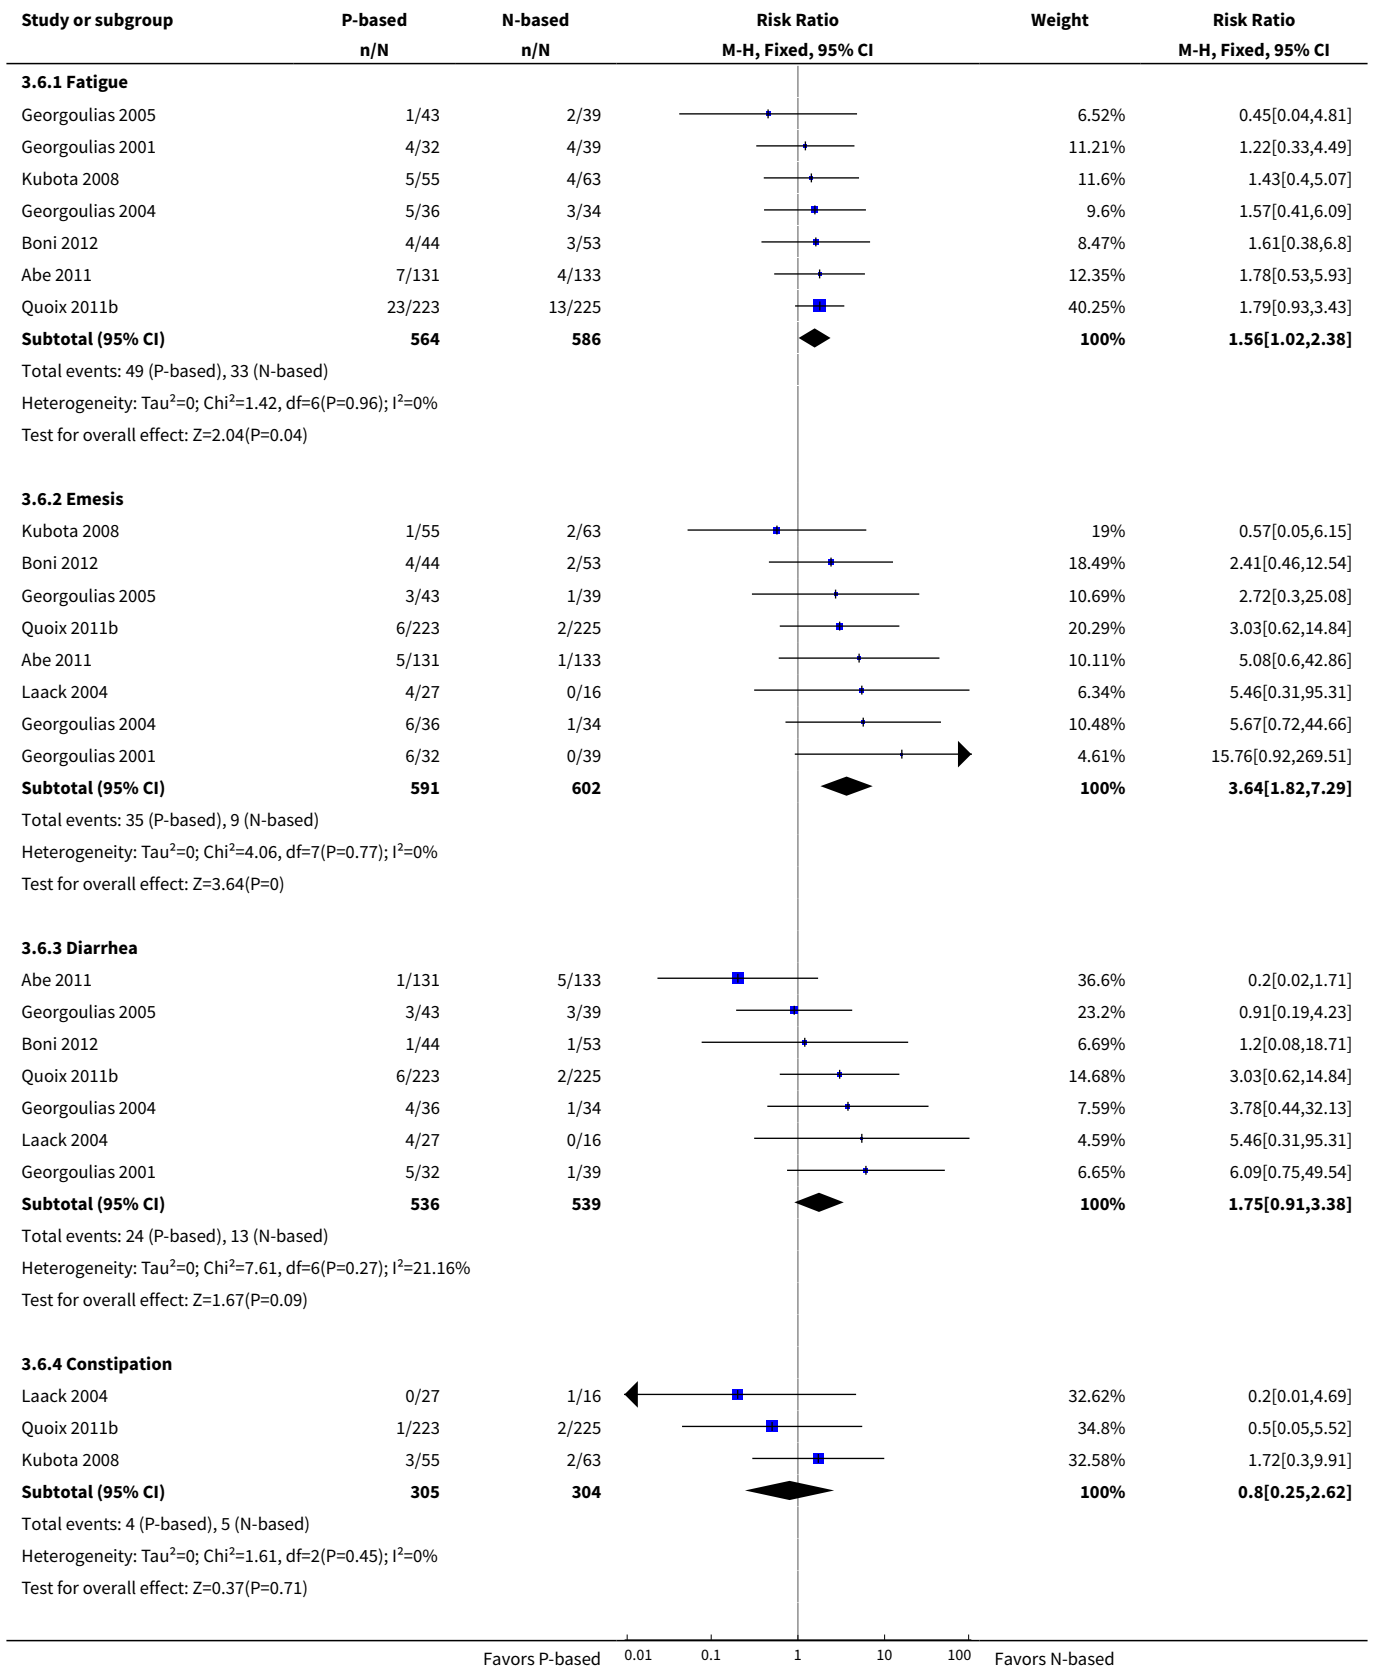 Study or subgroup P-based N-based Risk Ratio Weight Risk Ratio
n/N n/N M-H, Fixed, 95% CI M-H, Fixed, 95% CI
3.6.1 Fatigue
Georgoulias 2005 1/43 2/39 6.52% 0.45[0.04,4.81]
Georgoulias 2001 4/32 4/39 11.21% 1.22[0.33,4.49]
Kubota 2008 5/55 4/63 11.6% 1.43[0.4,5.07]
Georgoulias 2004 5/36 3/34 9.6% 1.57[0.41,6.09]
Boni 2012 4/44 3/53 8.47% 1.61[0.38,6.8]
Abe 2011 7/131 4/133 12.35% 1.78[0.53,5.93]
Quoix 2011b 23/223 13/225 40.25% 1.79[0.93,3.43]
Subtotal (95% CI) 564 586 100% 1.56[1.02,2.38]
Total events: 49 (P-based), 33 (N-based)
Heterogeneity: Tau²=0; Chi²=1.42, df=6(P=0.96); I²=0%
Test for overall effect: Z=2.04(P=0.04)
3.6.2 Emesis
Kubota 2008 1/55 2/63 19% 0.57[0.05,6.15]
Boni 2012 4/44 2/53 18.49% 2.41[0.46,12.54]
Georgoulias 2005 3/43 1/39 10.69% 2.72[0.3,25.08]
Quoix 2011b 6/223 2/225 20.29% 3.03[0.62,14.84]
Abe 2011 5/131 1/133 10.11% 5.08[0.6,42.86]
Laack 2004 4/27 0/16 6.34% 5.46[0.31,95.31]
Georgoulias 2004 6/36 1/34 10.48% 5.67[0.72,44.66]
Georgoulias 2001 6/32 0/39 4.61% 15.76[0.92,269.51]
Subtotal (95% CI) 591 602 100% 3.64[1.82,7.29]
Total events: 35 (P-based), 9 (N-based)
Heterogeneity: Tau²=0; Chi²=4.06, df=7(P=0.77); I²=0%
Test for overall effect: Z=3.64(P=0)
3.6.3 Diarrhea
Abe 2011 1/131 5/133 36.6% 0.2[0.02,1.71]
Georgoulias 2005 3/43 3/39 23.2% 0.91[0.19,4.23]
Boni 2012 1/44 1/53 6.69% 1.2[0.08,18.71]
Quoix 2011b 6/223 2/225 14.68% 3.03[0.62,14.84]
Georgoulias 2004 4/36 1/34 7.59% 3.78[0.44,32.13]
Laack 2004 4/27 0/16 4.59% 5.46[0.31,95.31]
Georgoulias 2001 5/32 1/39 6.65% 6.09[0.75,49.54]
Subtotal (95% CI) 536 539 100% 1.75[0.91,3.38]
Total events: 24 (P-based), 13 (N-based)
Heterogeneity: Tau²=0; Chi²=7.61, df=6(P=0.27); I²=21.16%
Test for overall effect: Z=1.67(P=0.09)
3.6.4 Constipation
Laack 2004 0/27 1/16 32.62% 0.2[0.01,4.69]
Quoix 2011b 1/223 2/225 34.8% 0.5[0.05,5.52]
Kubota 2008 3/55 2/63 32.58% 1.72[0.3,9.91]
Subtotal (95% CI) 305 304 100% 0.8[0.25,2.62]
Total events: 4 (P-based), 5 (N-based)
Heterogeneity: Tau²=0; Chi²=1.61, df=2(P=0.45); I²=0%
Test for overall effect: Z=0.37(P=0.71)
Favors P-based 0.01 0.1 1 10 100 Favors N-based